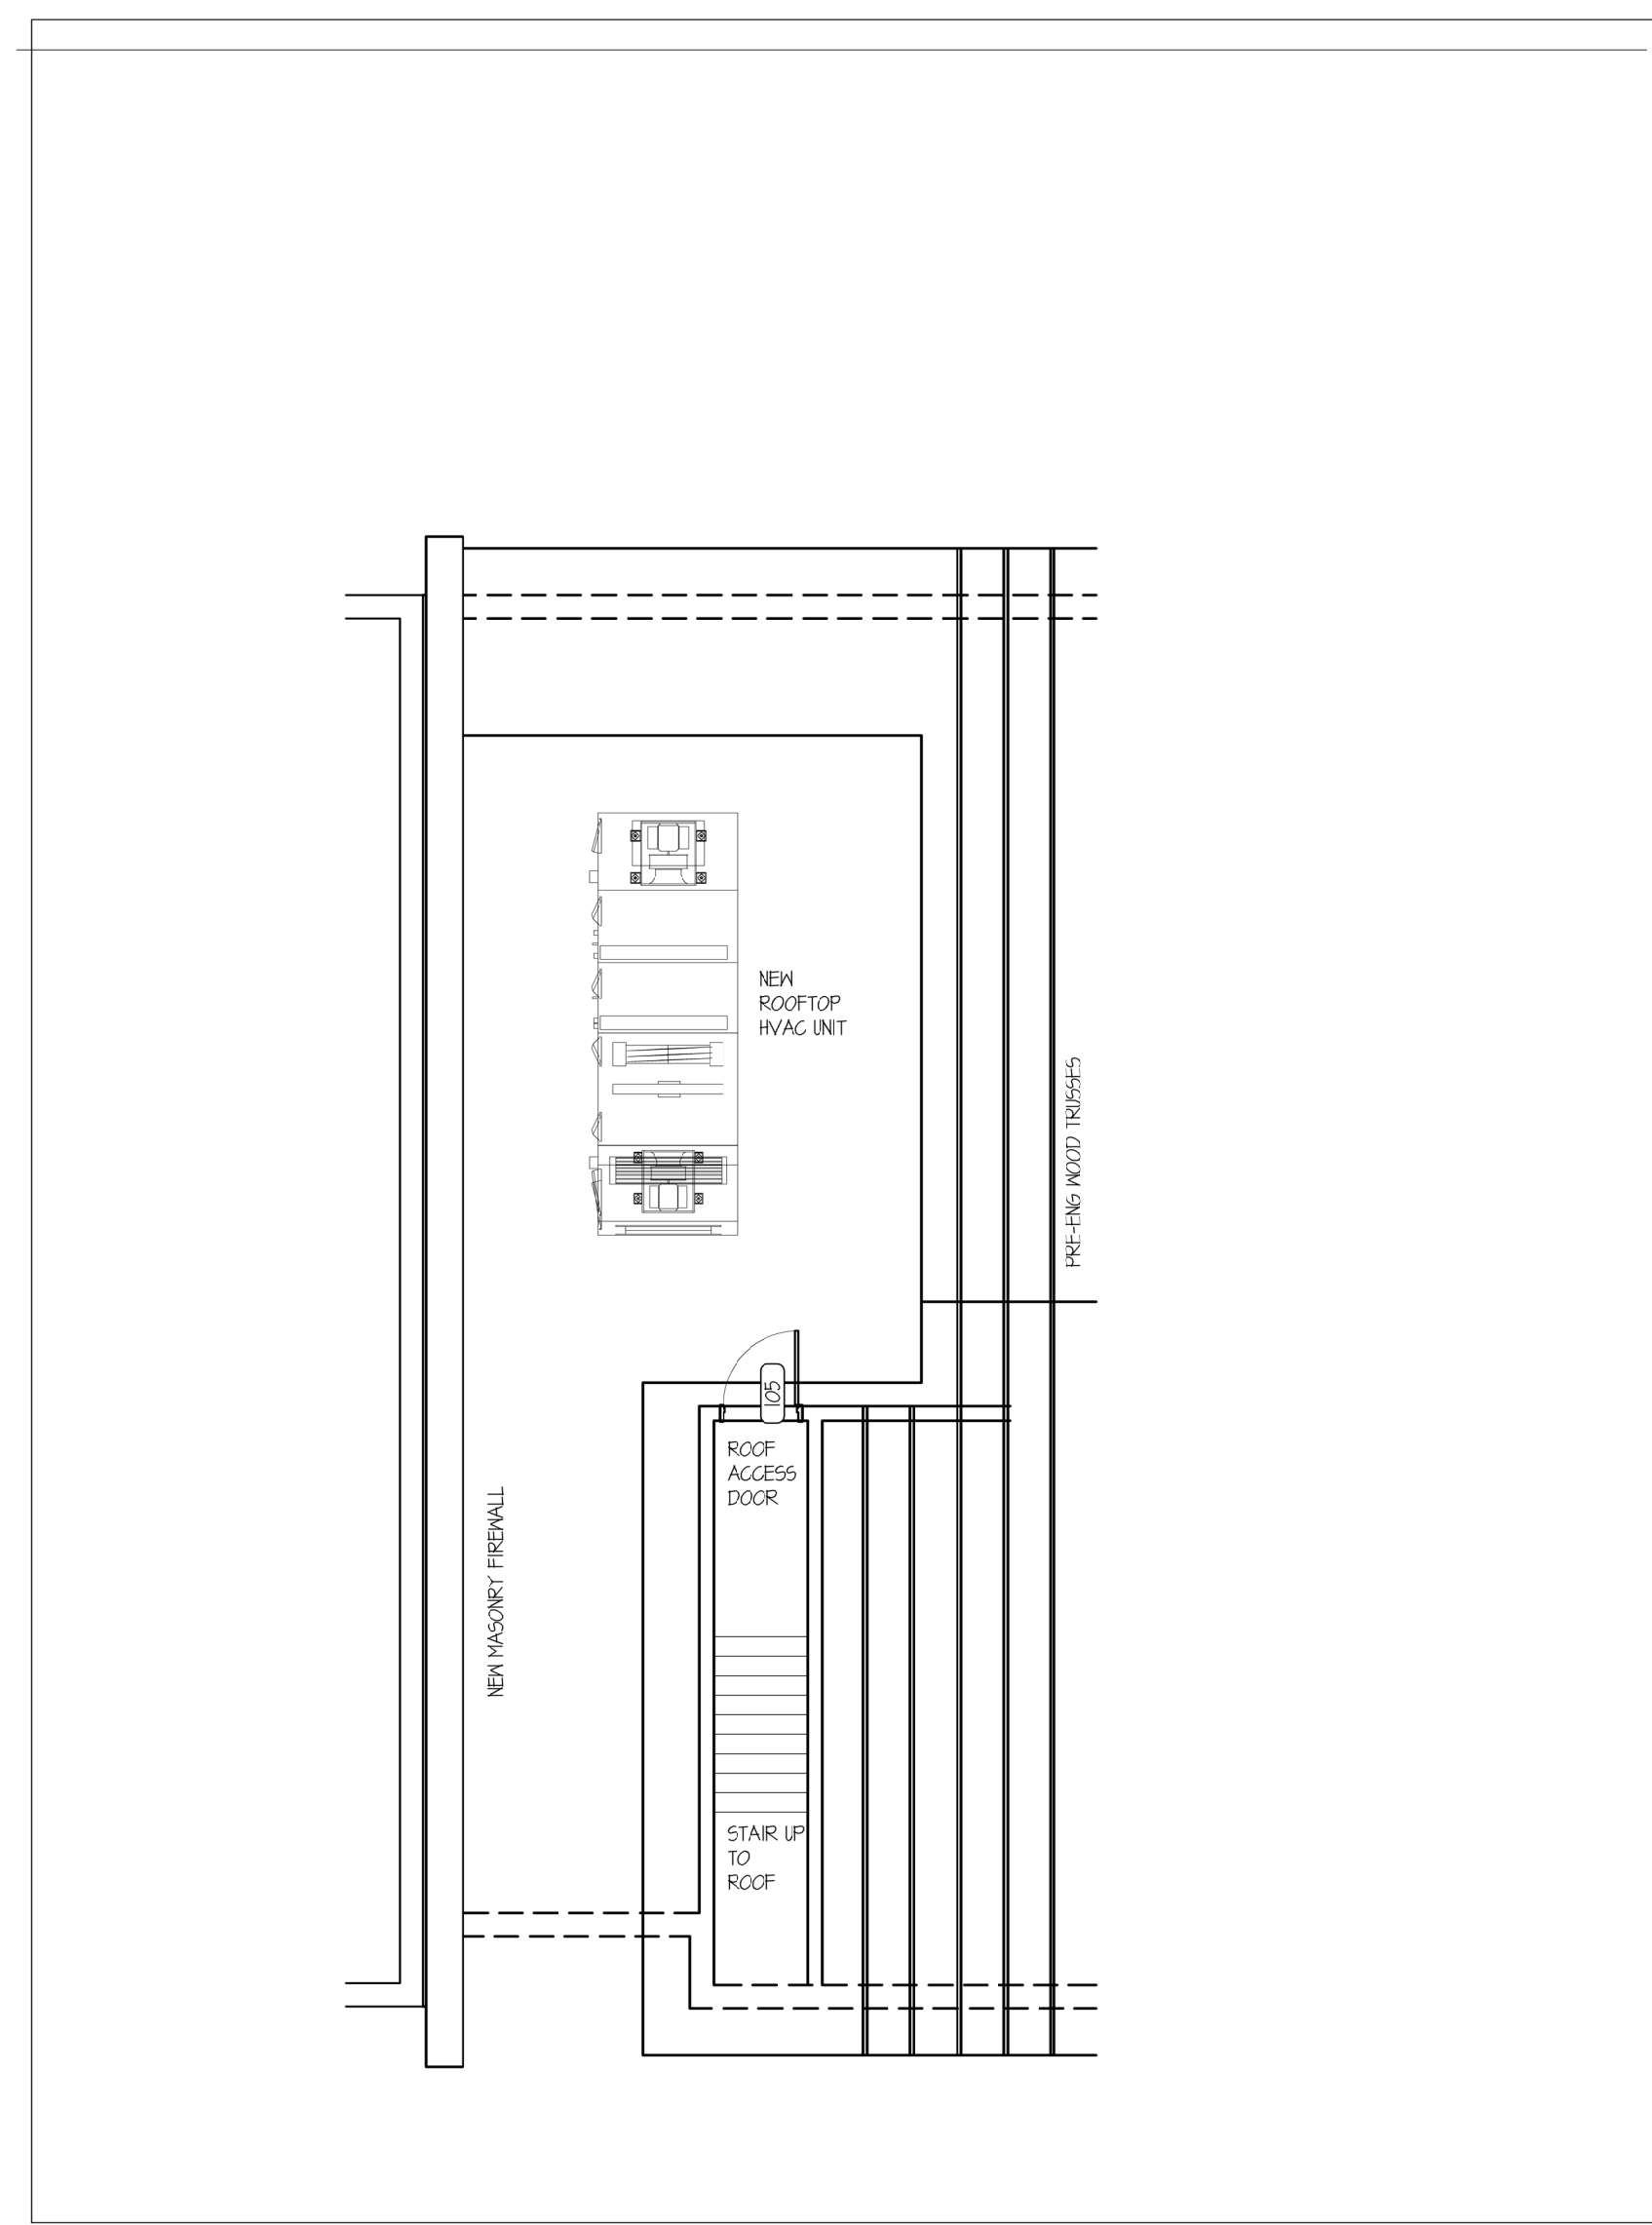 NEW
ROOFTOP
HVAC UNIT
PRE-ENG WOOD TRUSSES
105
ROOF
ACCESS
DOOR
NEW MASONRY FIREWALL
STAIR UP
TO
ROOF